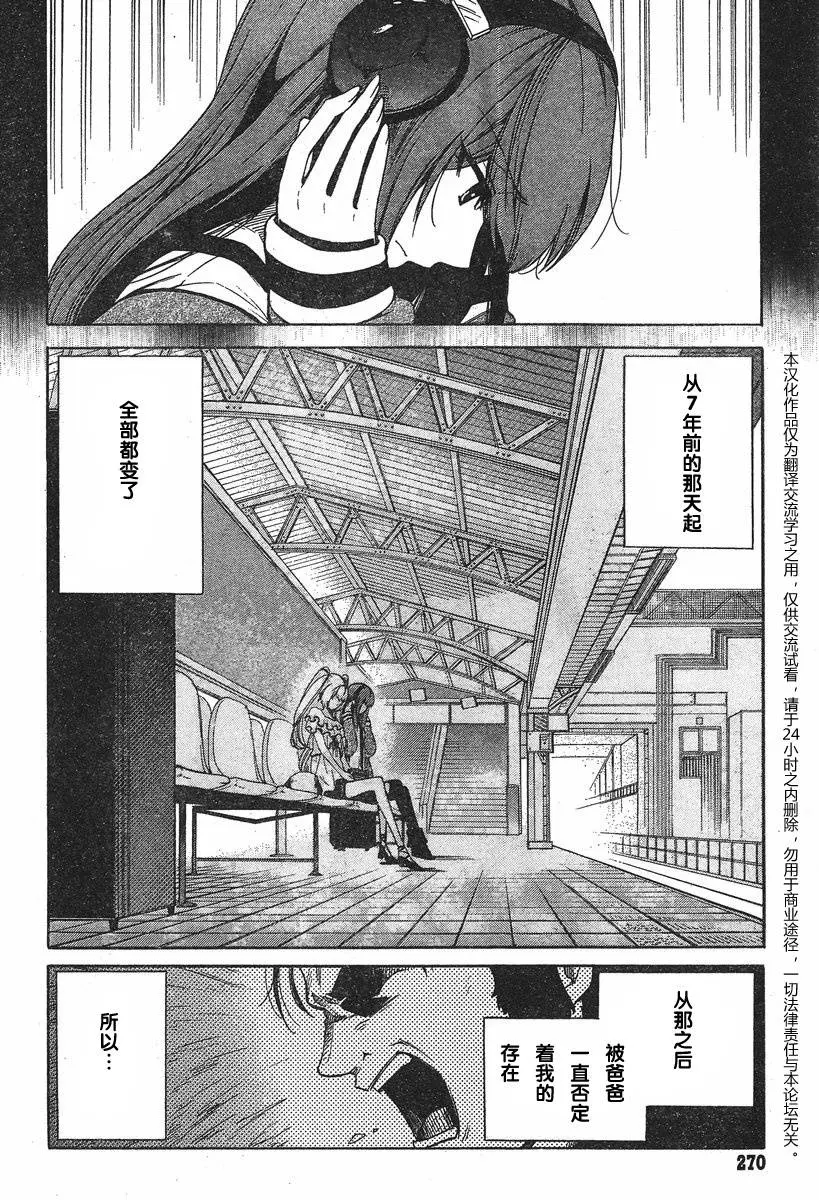 从7年前的那天起
全部都变了
从那之后
被爸爸
一直否定
着我的
存在
所以…
本汉化作品仅为翻译交流学习之用，仅供交流试看，请于24小时之内删除，勿用于商业途径，一切法律责任与本论坛无关。
270